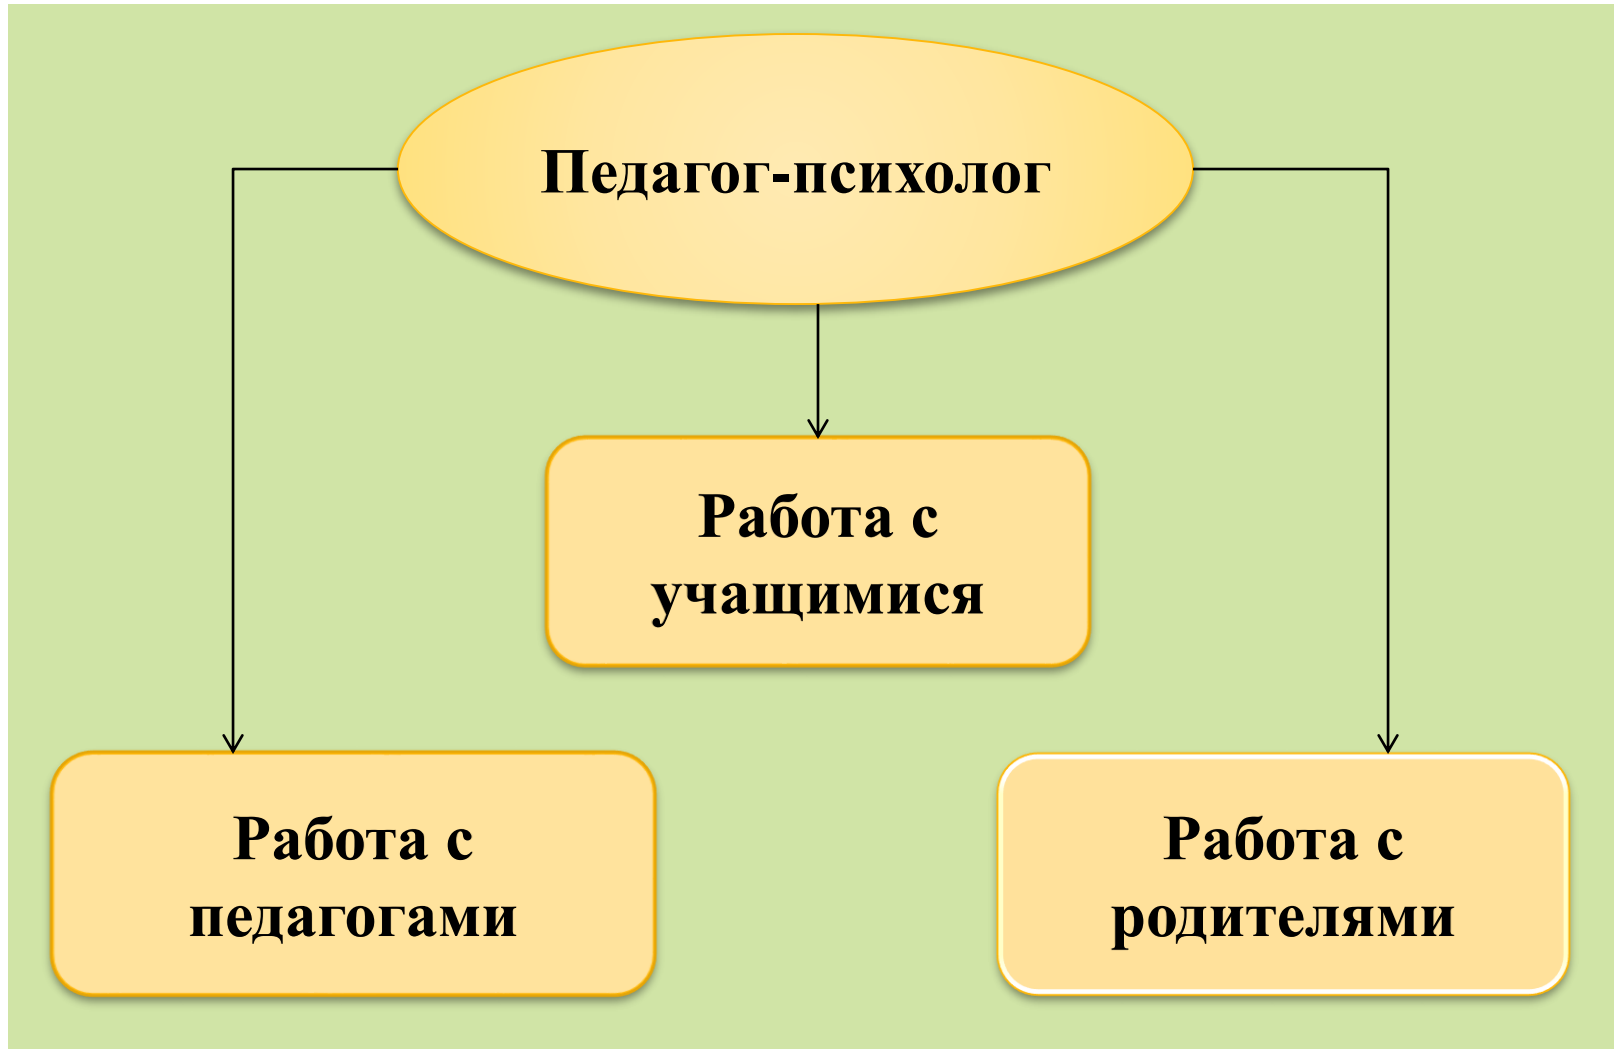 Педагог-психолог
Работа с
учащимися
Работа с
педагогами
Работа с
родителями